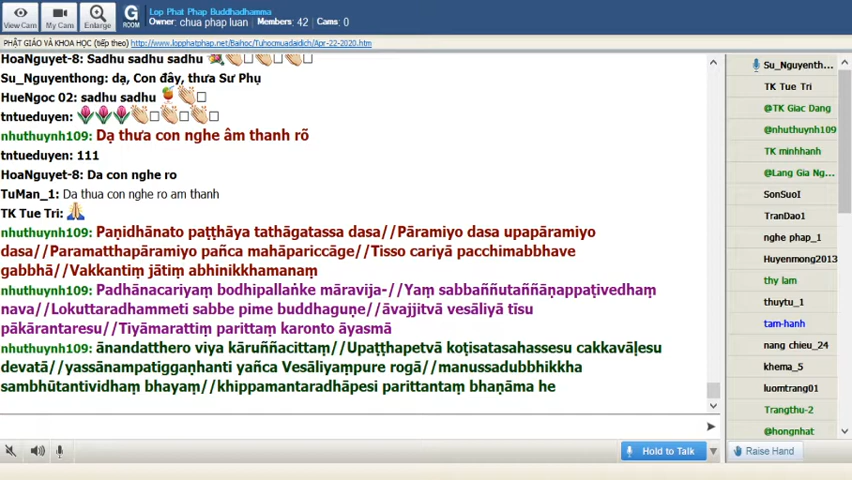 Lop Phat Phap Buddhadhamma
Owner: chua phap luan Members: 42 Cams: 0
View Cam
My Cam
Enlarge
G
ROOM
PHẬT GIÁO VÀ KHOA HỌC (tiếp theo) http://www.lopphatphap.net/Baihoc/Tuhocmuadaidich/Apr-22-2020.htm
HoaNguyet-8: Sadhu sadhu sadhu
Su_Nguyenthong: dạ, Con đây, thưa Sư Phụ
HueNgoc 02: sadhu sadhu
tntueduyen:
nhuthuynh109: Dạ thưa con nghe âm thanh rõ
tntueduyen: 111
HoaNguyet-8: Da con nghe ro
TuMan_1: Da thua con nghe ro am thanh
TK Tue Tri:
nhuthuynh109: Paṇidhānato paṭṭhāya tathāgatassa dasa//Pāramiyo dasa upapāramiyo
dasa//Paramatthapāramiyo pañca mahāpariccāge//Tisso cariyā pacchimabbhave
gabbhā//Vakkantiṃ jātiṃ abhinikkhamanaṃ
nhuthuynh109: Padhānacariyaṃ bodhipallaṅke māravija-//Yaṃ sabbaññutaññāṇappaṭivedhaṃ
nava//Lokuttaradhammeti sabbe pime buddhaguṇe//āvajjitvā vesāliyā tīsu
pākārantaresu//Tiyāmarattiṃ parittaṃ karonto āyasmā
nhuthuynh109: ānandatthero viya kāruññacittaṃ//Upaṭṭhapetvā koṭisatasahassesu cakkavāḷesu
devatā//yassānampatiggaṇhanti yañca Vesāliyaṃpure rogā//manussadubbhikkha
sambhūtantividhaṃ bhayaṃ//khippamantaradhāpesi parittantaṃ bhaṇāma he
Su_Nguyenth...
TK Tue Tri
@TK Giac Dang
@nhuthuynh109
TK minhhanh
@Lang Gia Ng...
SonSuoI
TranDao1
nghe phap_1
Huyenmong2013
thy lam
thuytu_1
tam-hanh
nang chieu_24
khema_5
luomtrang01
Trangthu-2
@hongnhat
Hold to Talk
Raise Hand